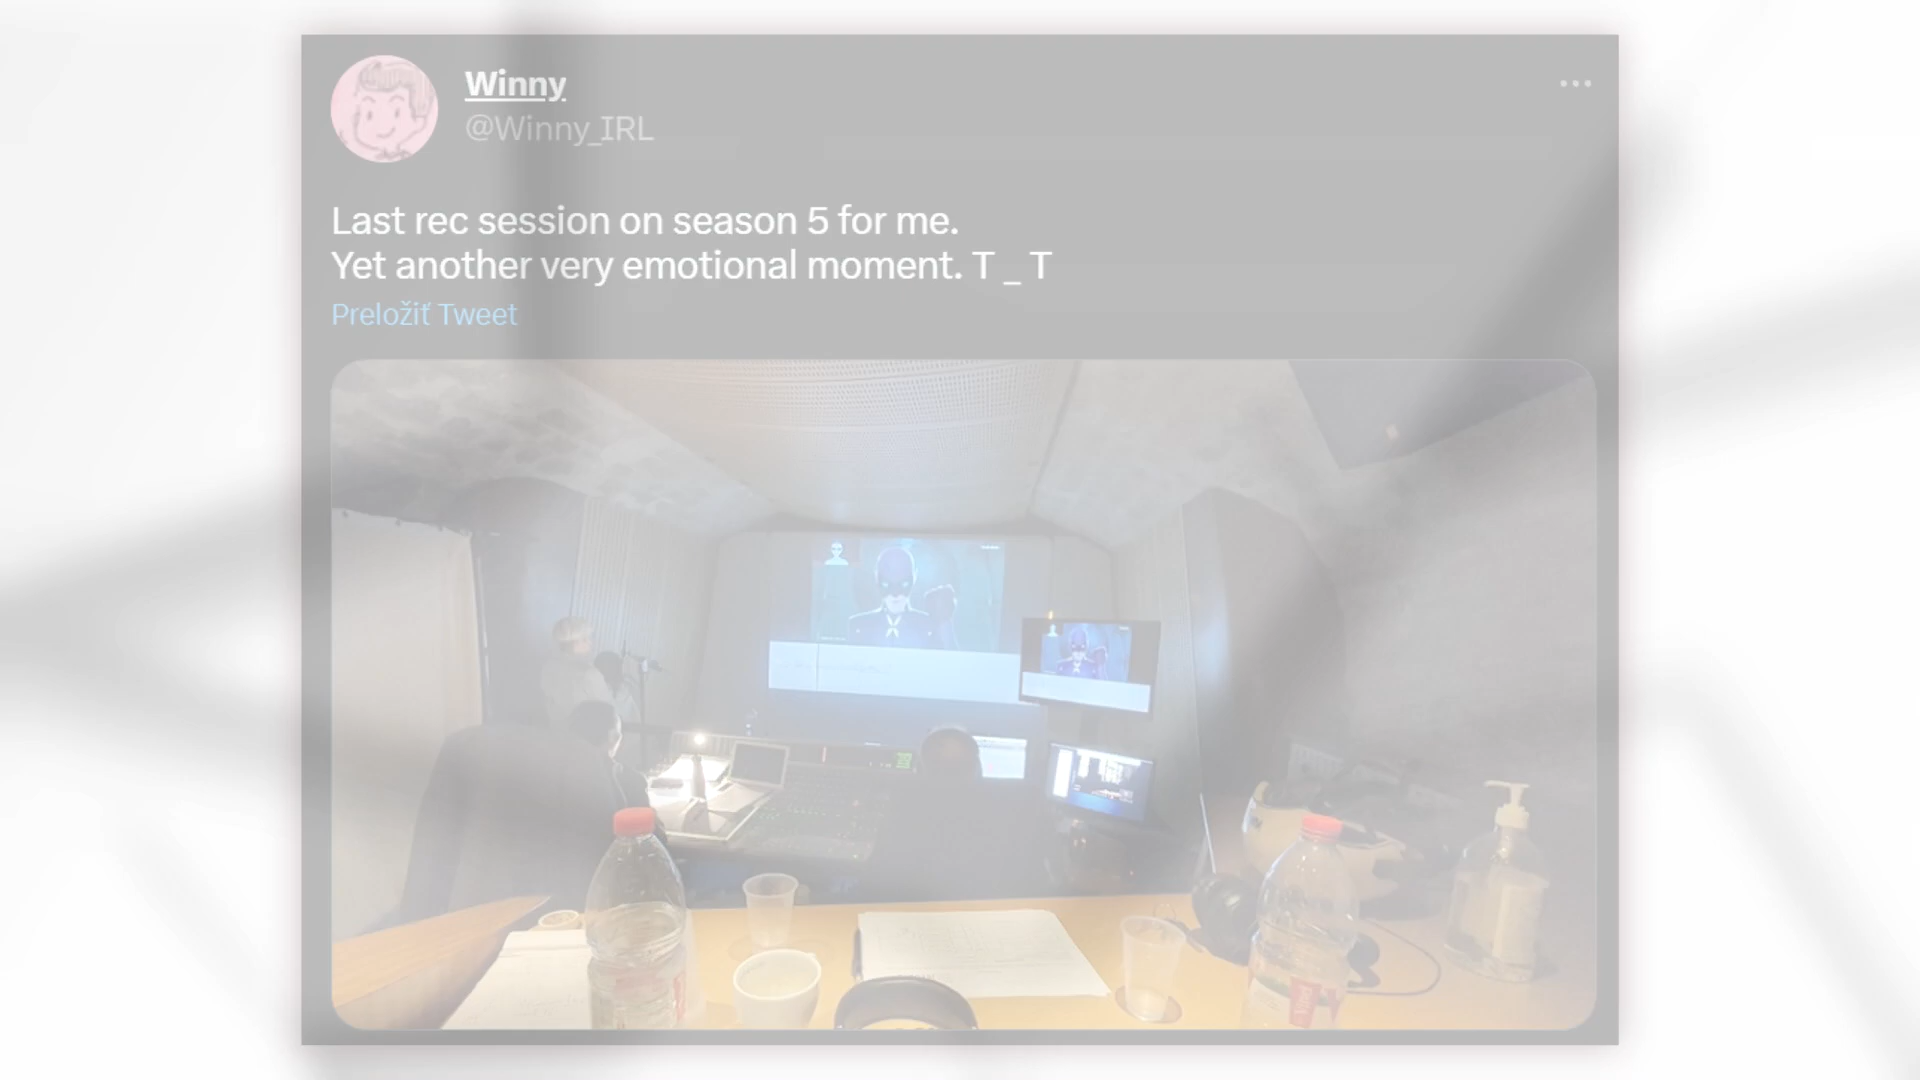 Winny
@Winny_IRL
Last rec session on season 5 for me.
Yet another very emotional moment. T _ T
Preložiť Tweet